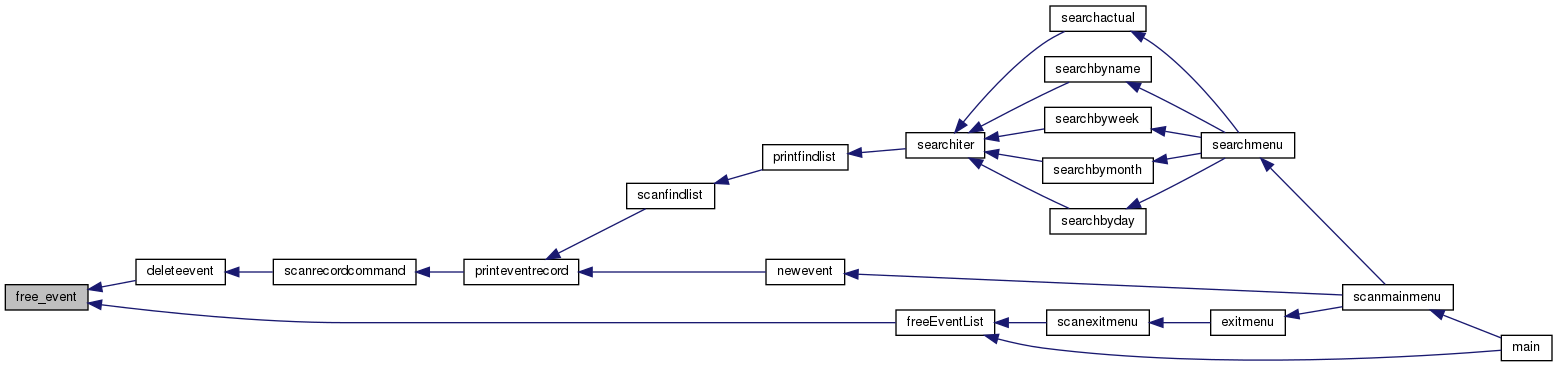 searchactual
searchbyname
searchbyweek
searchiter
searchmenu
printfindlist
searchbymonth
scanfindlist
searchbyday
deleteevent
scanrecordcommand
printeventrecord
newevent
free_event
scanmainmenu
freeEventList
scanexitmenu
exitmenu
main